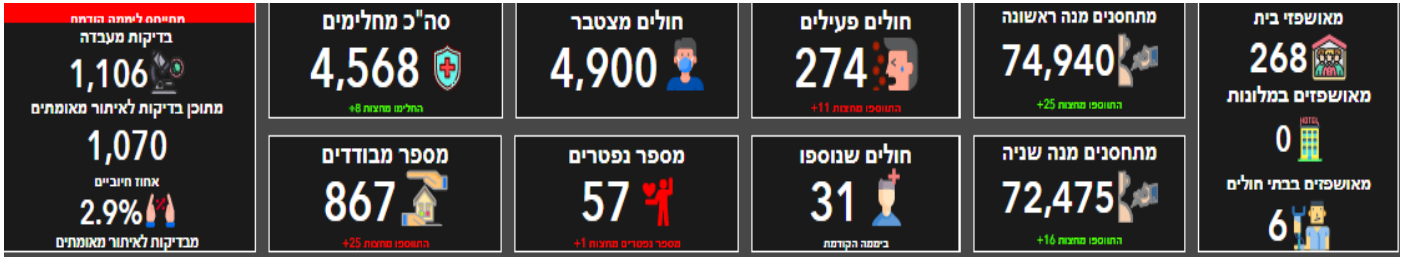 מאושפזי בית
268
מאושפזים במלונות
HOTEL
0
מאושפזים בבתי חולים
6
מתחסנים מנה ראשונה
74,940
התווספו מחצות 25+
מתחסנים מנה שניה
72,475
התווספו מחצות 16+
חולים פעילים
274
התווספו מחצות 11+
חולים שנוספו
31
ביממה הקודמת
חולים מצטבר
4,900
מספר נפטרים
57
מספר נפטרים מחצות 1+
סה"כ מחלימים
4,568
החלימו מחצות 8+
מספר מבודדים
867
התווספו מחצות 25+
מתייחס ליממה קודמת
בדיקות מעבדה
1,106
מתוכן בדיקות לאיתור מאומתים
1,070
אחוז חיוביים
2.9%
מבדיקות לאיתור מאומתים